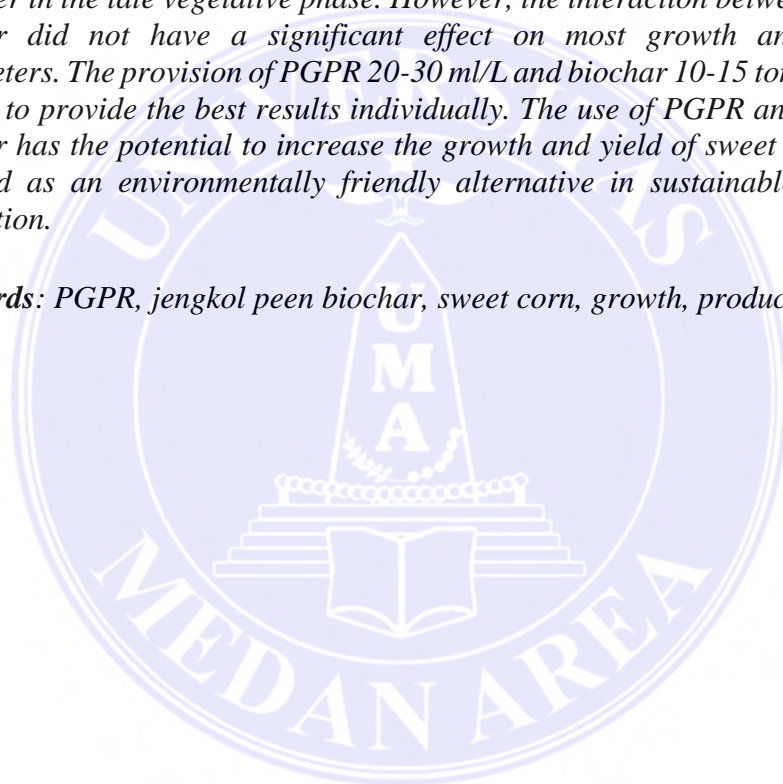 er in the late vegetative phase. However, the interaction betwe
r did not have a significant effect on most growth an
eters. The provision of PGPR 20-30 ml/L and biochar 10-15 to
to provide the best results individually. The use of PGPR an
r has the potential to increase the growth and yield of sweet
d as an environmentally friendly alternative in sustainabl
tion.
rds: PGPR, jengkol peen biochar, sweet corn, growth, produc
UNIVERSITAS
U
M
A
MEDAN AREA